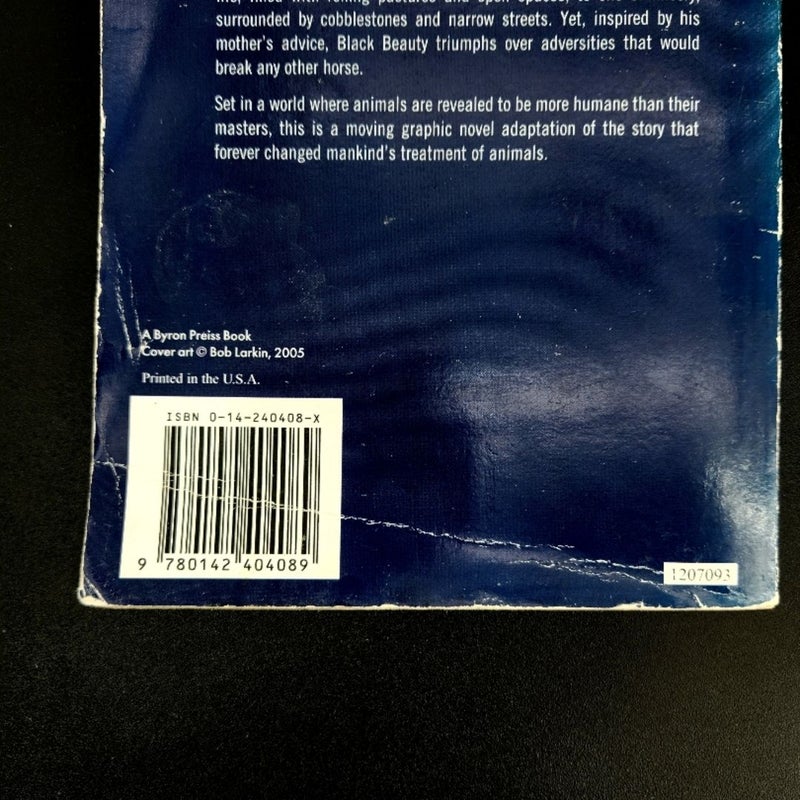 surrounded by cobblestones and narrow streets. Yet, inspired by his
mother's advice, Black Beauty triumphs over adversities that would
break any other horse.
Set in a world where animals are revealed to be more humane than their
masters, this is a moving graphic novel adaptation of the story that
forever changed mankind's treatment of animals.
A Byron Preiss Book
Cover art © Bob Larkin, 2005
Printed in the U.S.A.
ISBN 0-14-240408-X
9 780142 404089
1207093